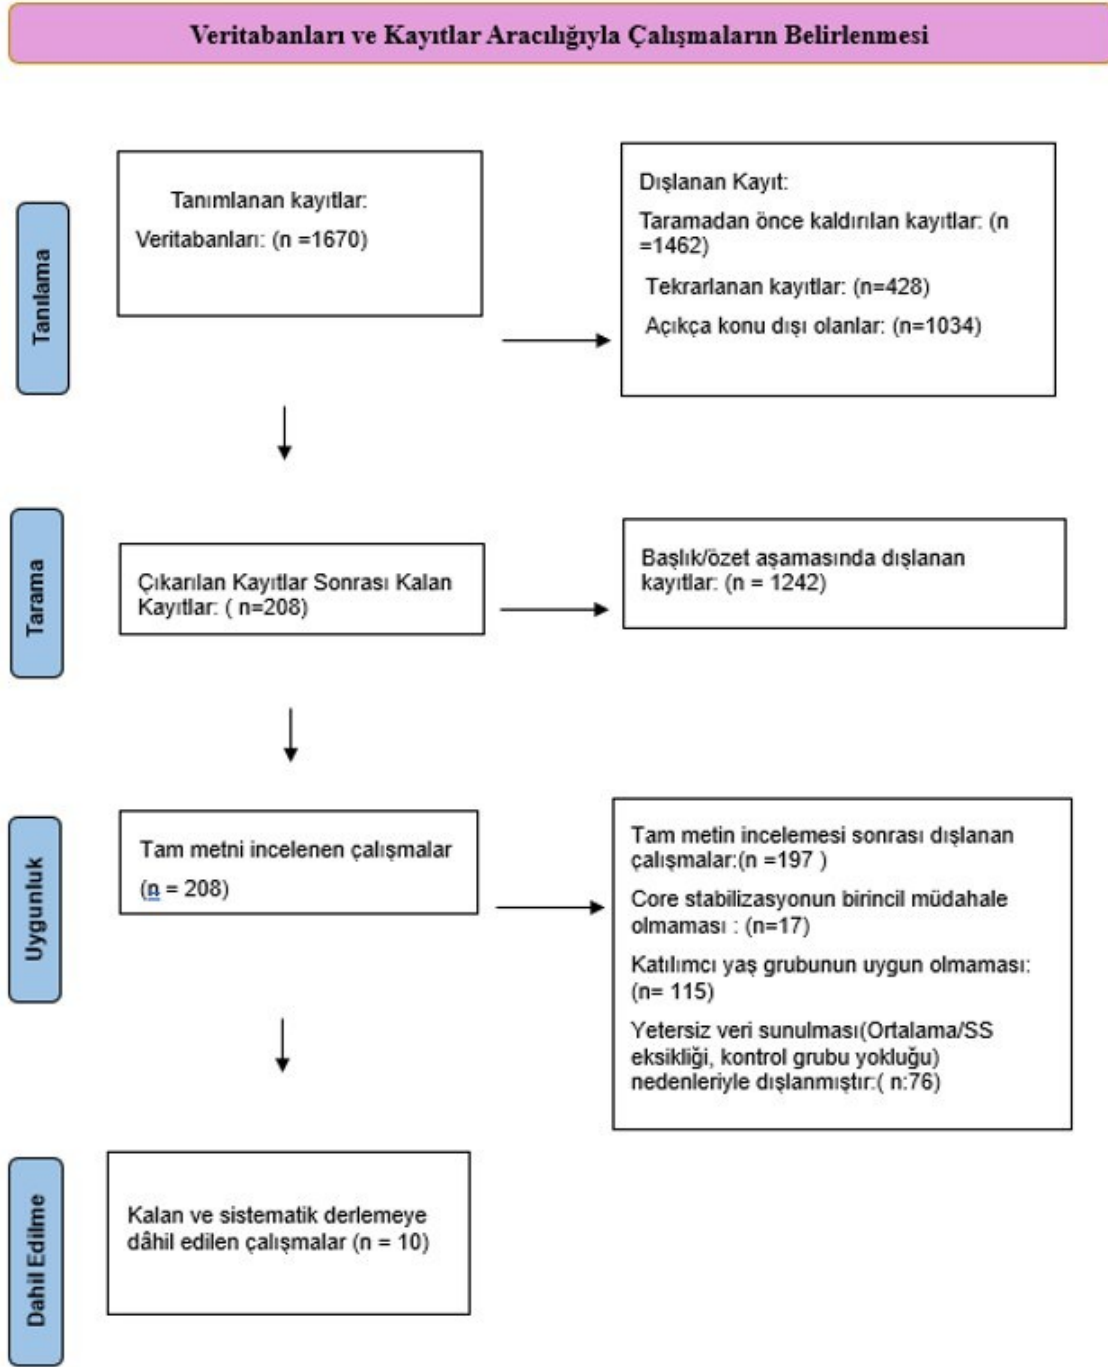 Veritabanları ve Kayıtlar Aracılığıyla Çalışmaların Belirlenmesi
Tanılama
Tanımlanan kayıtlar:
Veritabanları: (n =1670)
Dışlanan Kayıt:
Taramadan önce kaldırılan kayıtlar: (n
=1462)
Tekrarlanan kayıtlar: (n=428)
Açıkça konu dışı olanlar: (n=1034)
Tarama
Çıkarılan Kayıtlar Sonrası Kalan
Kayıtlar: ( n=208)
Başlık/özet aşamasında dışlanan
kayıtlar: (n = 1242)
Uygunluk
Tam metni incelenen çalışmalar
(n = 208)
Tam metin incelemesi sonrası dışlanan
çalışmalar:(n =197 )
Core stabilizasyonun birincil müdahale
olmaması : (n=17)
Katılımcı yaş grubunun uygun olmaması:
(n= 115)
Yetersiz veri sunulması(Ortalama/SS
eksikliği, kontrol grubu yokluğu)
nedenleriyle dışlanmıştır:( n:76)
Dahil Edilme
Kalan ve sistematik derlemeye
dâhil edilen çalışmalar (n = 10)